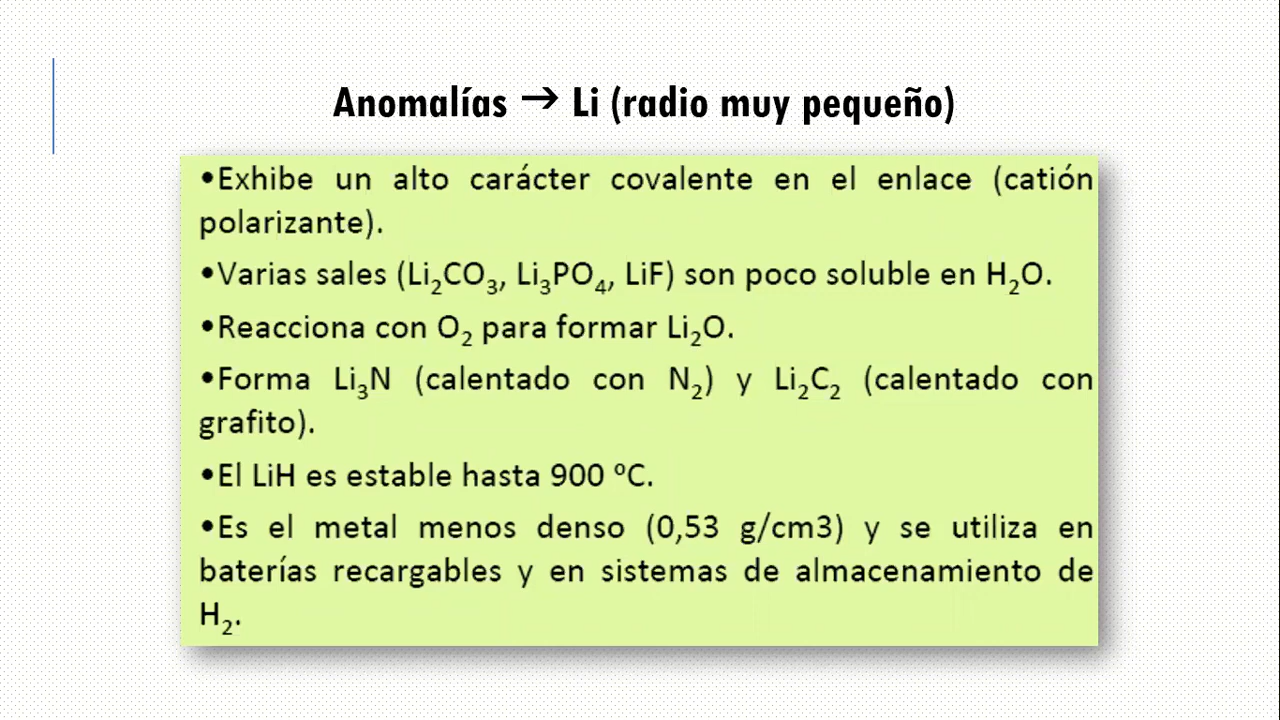 Anomalías → Li (radio muy pequeño)
•Exhibe un alto carácter covalente en el enlace (catión
polarizante).
•Varias sales (Li₂CO₃, Li₃PO₄, LiF) son poco soluble en H₂O.
•Reacciona con O₂ para formar Li₂O.
•Forma Li₃N (calentado con N₂) y Li₂C₂ (calentado con
grafito).
•El LiH es estable hasta 900 ºC.
•Es el metal menos denso (0,53 g/cm3) y se utiliza en
baterías recargables y en sistemas de almacenamiento de
H₂.